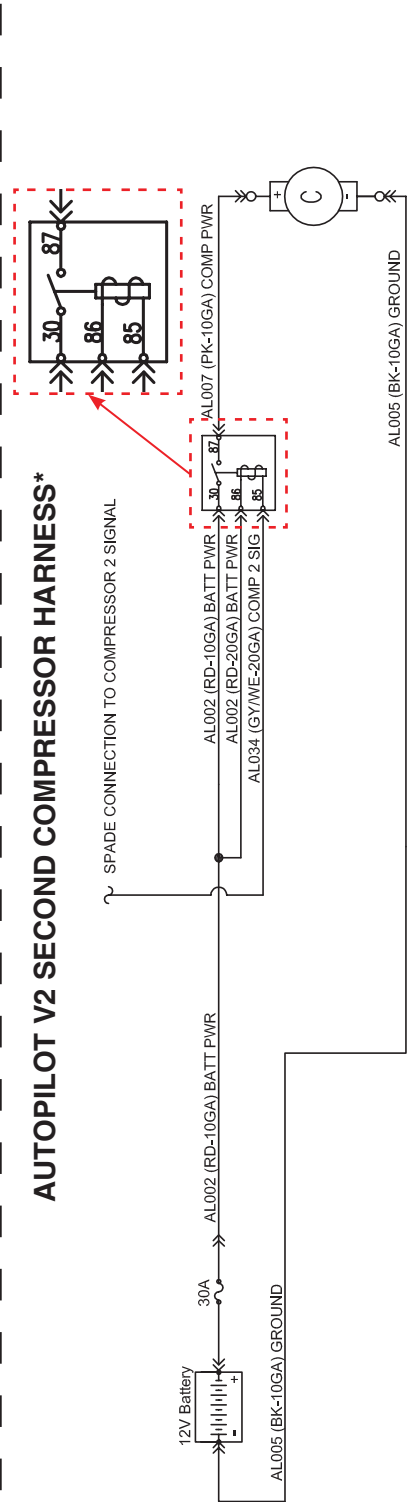 AUTOPILOT V2 SECOND COMPRESSOR HARNESS*
30
87
86
85
SPADE CONNECTION TO COMPRESSOR 2 SIGNAL
12V Battery
-
+
30A
AL002 (RD-10GA) BATT PWR
AL002 (RD-10GA) BATT PWR
AL002 (RD-20GA) BATT PWR
AL034 (GY/WE-20GA) COMP 2 SIG
30
87
86
85
AL007 (PK-10GA) COMP PWR
+
C
-
AL005 (BK-10GA) GROUND
AL005 (BK-10GA) GROUND